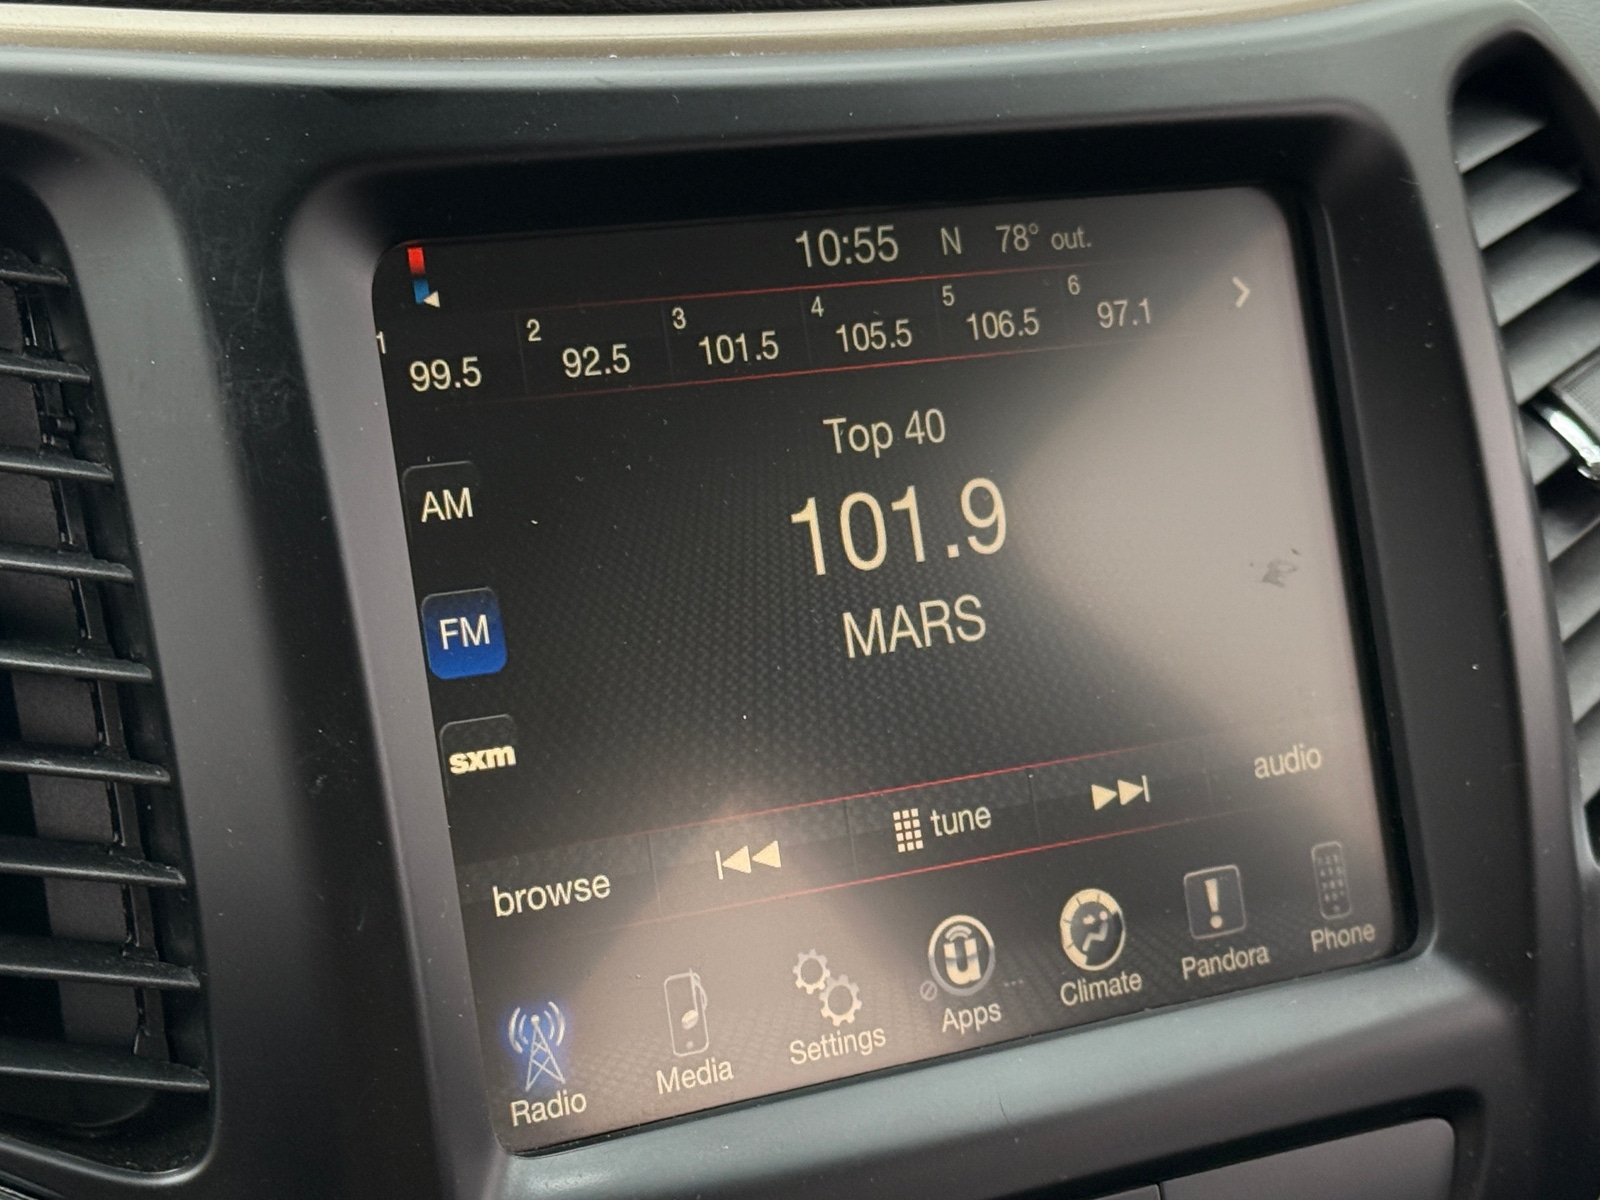 10:55 N 78° out.
1 99.5 2 92.5 3 101.5 4 105.5 5 106.5 6 97.1
Top 40
AM
101.9
FM
MARS
sxm
browse tune audio
Radio Media Settings Apps Climate Pandora Phone